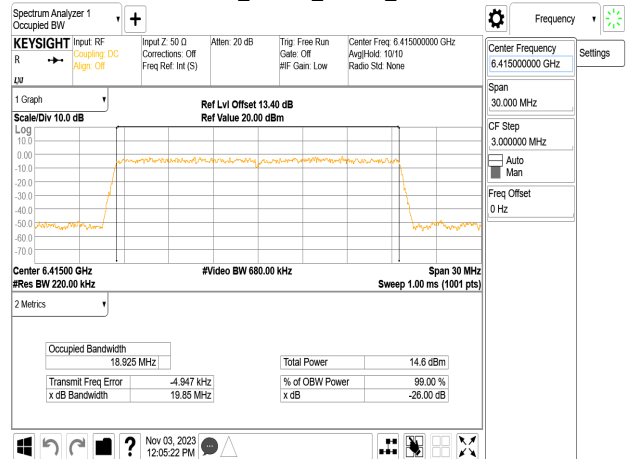 Spectrum Analyzer 1
Occupied BW
Frequency
KEYSIGHT
R
Input: RF
Coupling: DC
Align: Off
Input Z: 50 Ω
Corrections: Off
Freq Ref: Int (S)
Atten: 20 dB
Trig: Free Run
Gate: Off
#IF Gain: Low
Center Freq: 6.415000000 GHz
Avg|Hold: 10/10
Radio Std: None
Center Frequency
6.415000000 GHz
Settings
Span
30.000 MHz
CF Step
3.000000 MHz
Auto
Man
Freq Offset
0 Hz
1 Graph
Ref Lvl Offset 13.40 dB
Scale/Div 10.0 dB
Ref Value 20.00 dBm
Log
10.0
0.00
-10.0
-20.0
-30.0
-40.0
-50.0
-60.0
-70.0
Center 6.41500 GHz
#Video BW 680.00 kHz
Span 30 MHz
#Res BW 220.00 kHz
Sweep 1.00 ms (1001 pts)
2 Metrics
Occupied Bandwidth
18.925 MHz
Total Power 14.6 dBm
Transmit Freq Error -4.947 kHz
% of OBW Power 99.00 %
x dB Bandwidth 19.85 MHz
x dB -26.00 dB
?
Nov 03, 2023
12:05:22 PM